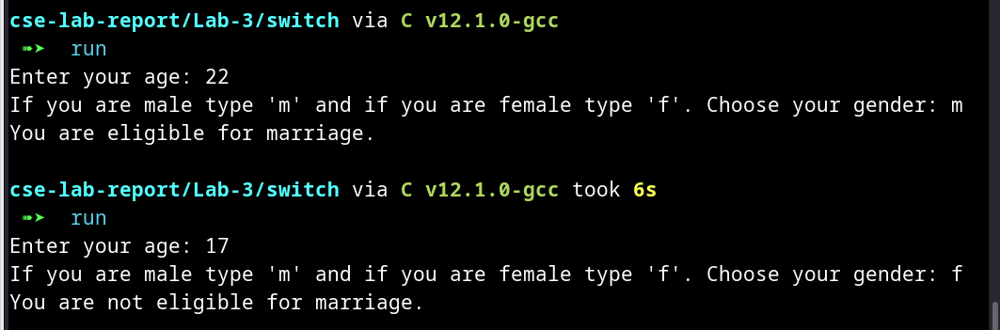 cse-lab-report/Lab-3/switch via C v12.1.0-gcc
➠➤ run
Enter your age: 22
If you are male type 'm' and if you are female type 'f'. Choose your gender: m
You are eligible for marriage.
cse-lab-report/Lab-3/switch via C v12.1.0-gcc took 6s
➠➤ run
Enter your age: 17
If you are male type 'm' and if you are female type 'f'. Choose your gender: f
You are not eligible for marriage.